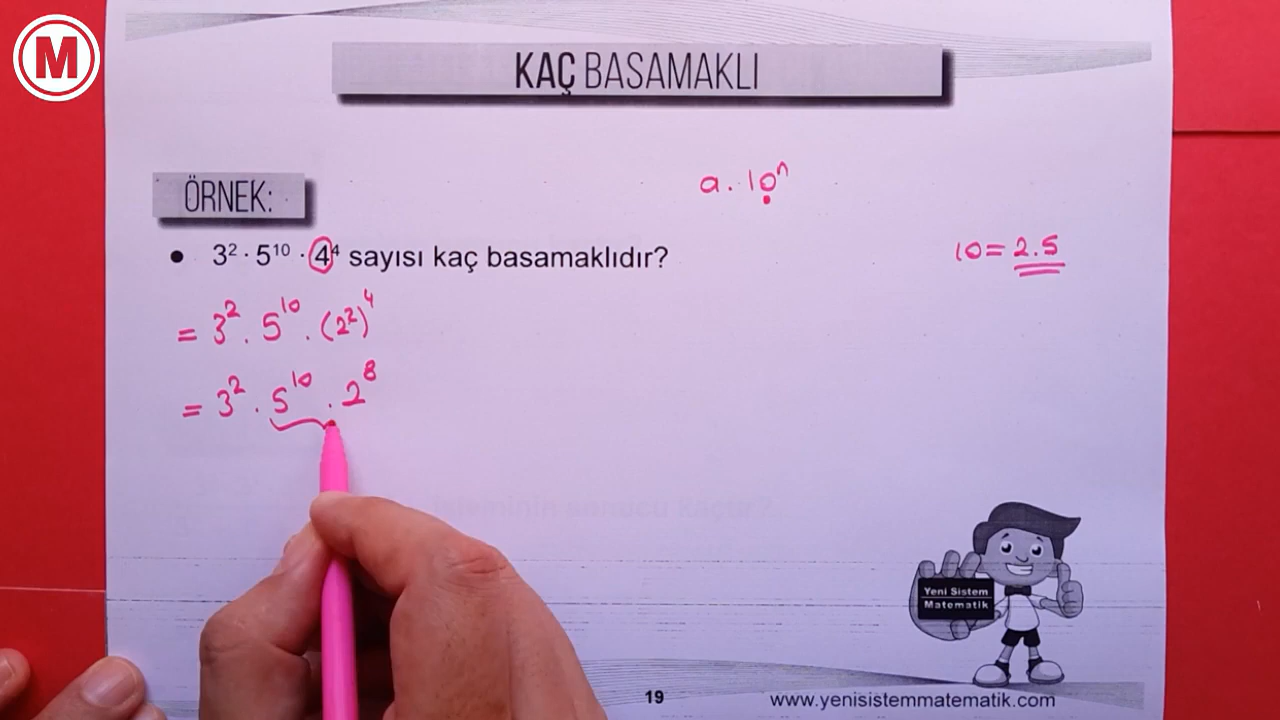 M
KAÇ BASAMAKLI
a . 10ⁿ
ÖRNEK:
• 3² · 5¹⁰ · 4⁴ sayısı kaç basamaklıdır?
10 = 2.5
= 3² . 5¹⁰ . (2²)⁴
= 3² . 5¹⁰ . 2⁸
Yeni Sistem
Matematik
19
www.yenisistemmatematik.com